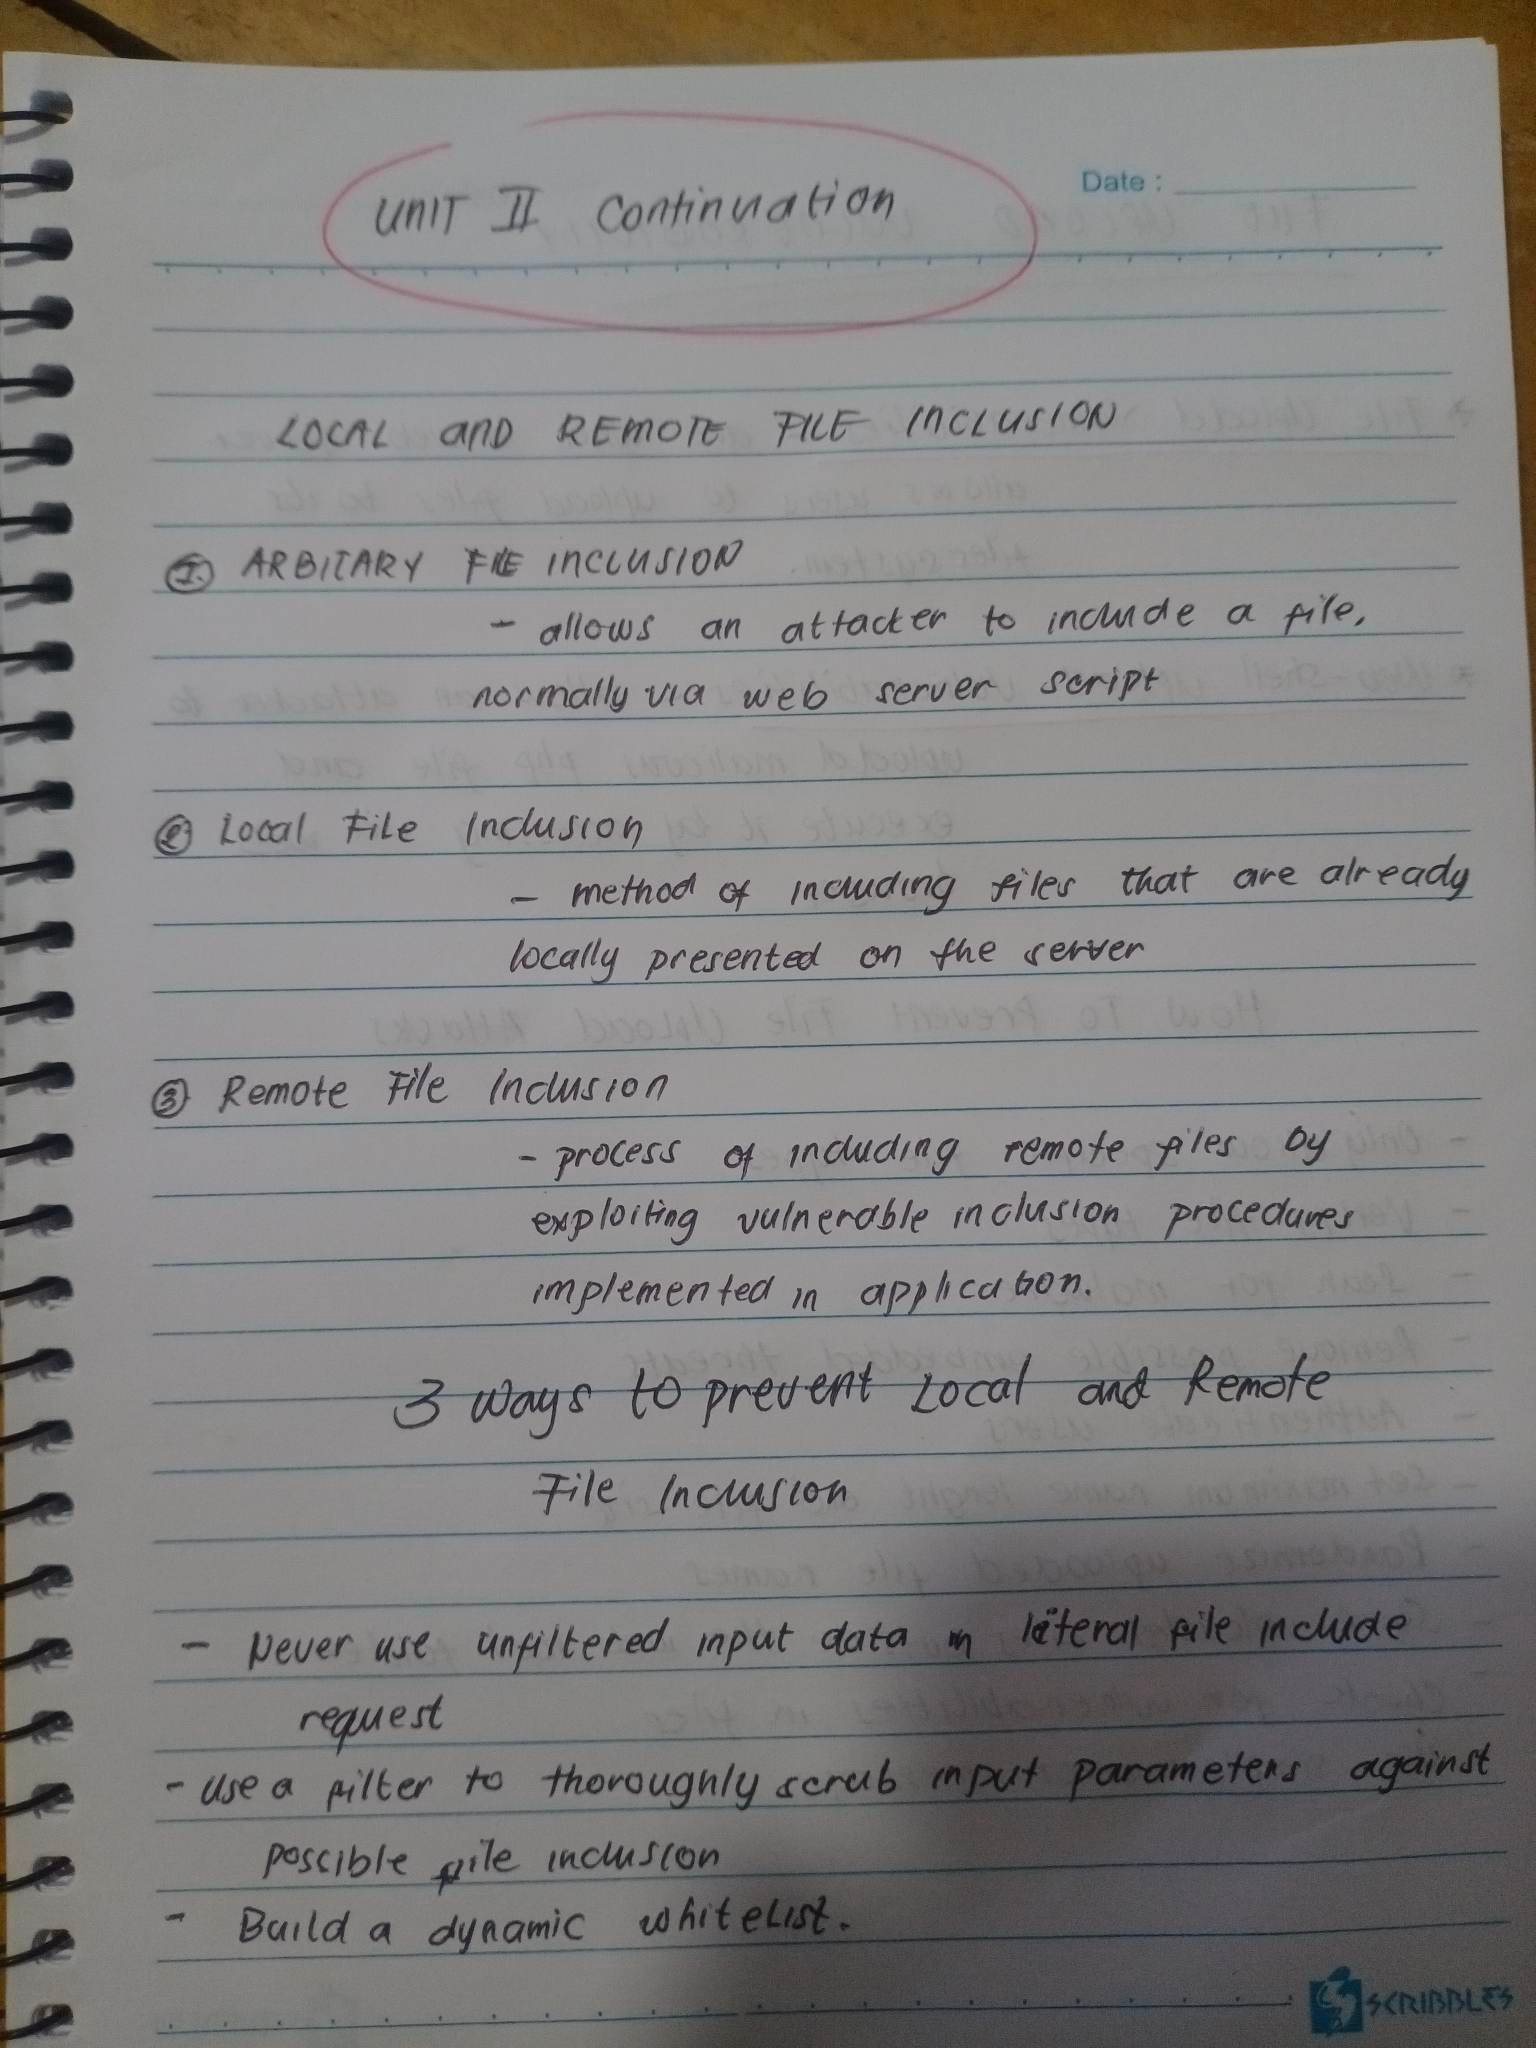 UNIT II Continuation
Date :
LOCAL AND REMOTE FILE INCLUSION
1. ARBITARY FILE INCLUSION
- allows an attacker to include a file,
normally via web server script
2 Local File Inclusion
- method of including files that are already
locally presented on the server
3 Remote File Inclusion
- process of including remote files by
exploiting vulnerable inclusion procedures
implemented in application.
3 ways to prevent Local and Remote
File Inclusion
- Never use unfiltered input data in lateral file include
request
- use a filter to thoroughly scrub input parameters against
poscible file inclusion
- Build a dynamic whiteList.
SCRIBBLES